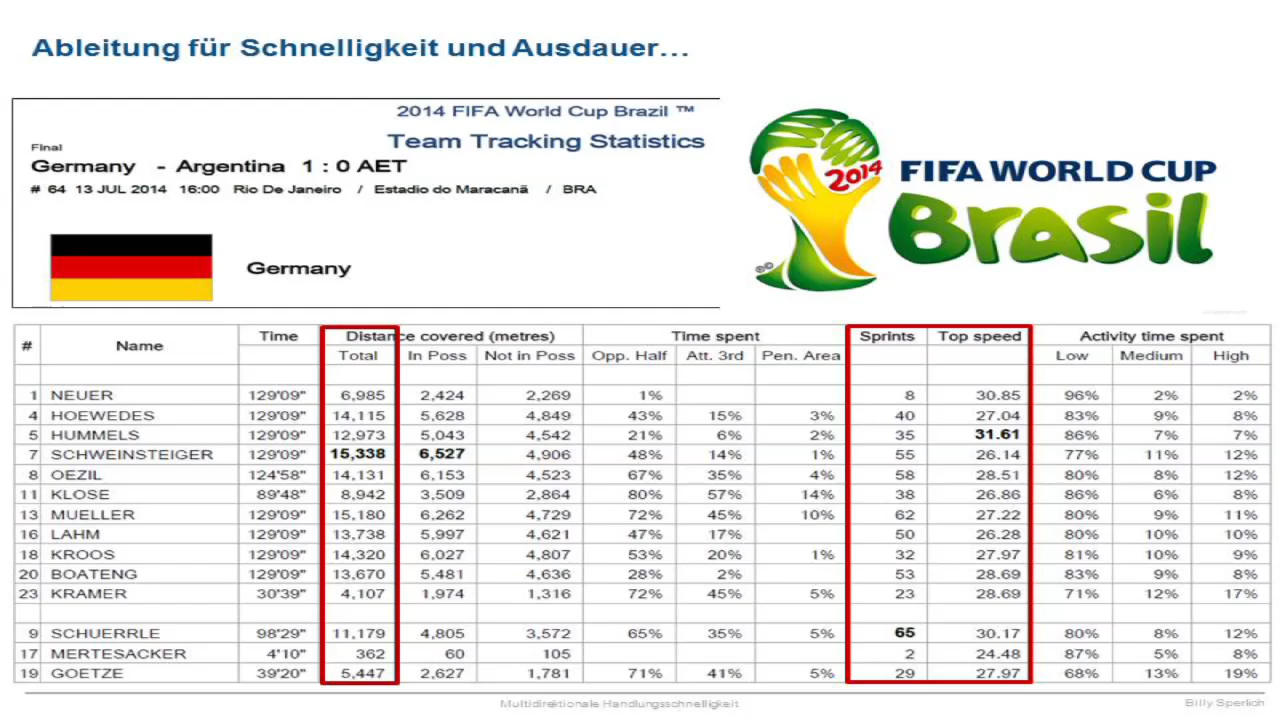 Ableitung für Schnelligkeit und Ausdauer…
2014 FIFA World Cup Brazil ™
Team Tracking Statistics
Final
Germany - Argentina 1 : 0 AET
# 64 13 JUL 2014 16:00 Rio De Janeiro / Estadio do Maracanã / BRA
Germany
2014
FIFA WORLD CUP
Brasil
# Name Time Distance covered (metres) Time spent Sprints Top speed Activity time spent
Total In Poss Not in Poss Opp. Half Att. 3rd Pen. Area Low Medium High
1 NEUER 129'09" 6,985 2,424 2,269 1% 8 30.85 96% 2% 2%
4 HOEWEDES 129'09" 14,115 5,628 4,849 43% 15% 3% 40 27.04 83% 9% 8%
5 HUMMELS 129'09" 12,973 5,043 4,542 21% 6% 2% 35 31.61 86% 7% 7%
7 SCHWEINSTEIGER 129'09" 15,338 6,527 4,906 48% 14% 1% 55 26.14 77% 11% 12%
8 OEZIL 124'58" 14,131 6,153 4,523 67% 35% 4% 58 28.51 80% 8% 12%
11 KLOSE 89'48" 8,942 3,509 2,864 80% 57% 14% 38 26.86 86% 6% 8%
13 MUELLER 129'09" 15,180 6,262 4,729 72% 45% 10% 62 27.22 80% 9% 11%
16 LAHM 129'09" 13,738 5,997 4,621 47% 17% 50 26.28 80% 10% 10%
18 KROOS 129'09" 14,320 6,027 4,807 53% 20% 1% 32 27.97 81% 10% 9%
20 BOATENG 129'09" 13,670 5,481 4,636 28% 2% 53 28.69 83% 9% 8%
23 KRAMER 30'39" 4,107 1,974 1,316 72% 45% 5% 23 28.69 71% 12% 17%
9 SCHUERRLE 98'29" 11,179 4,805 3,572 65% 35% 5% 65 30.17 80% 8% 12%
17 MERTESACKER 4'10" 362 60 105 2 24.48 87% 5% 8%
19 GOETZE 39'20" 5,447 2,627 1,781 71% 41% 5% 29 27.97 68% 13% 19%
Multidirektionale Handlungsschnelligkeit
Billy Sperlich